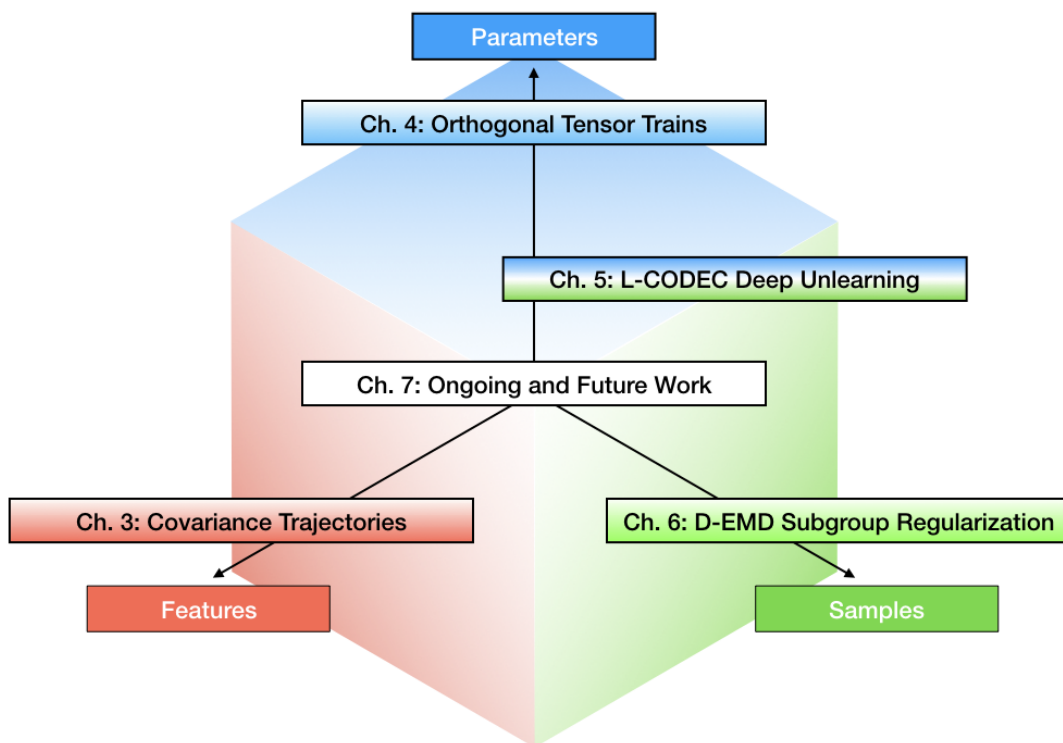 Parameters
Ch. 4: Orthogonal Tensor Trains
Ch. 5: L-CODEC Deep Unlearning
Ch. 7: Ongoing and Future Work
Ch. 3: Covariance Trajectories
Ch. 6: D-EMD Subgroup Regularization
Features
Samples